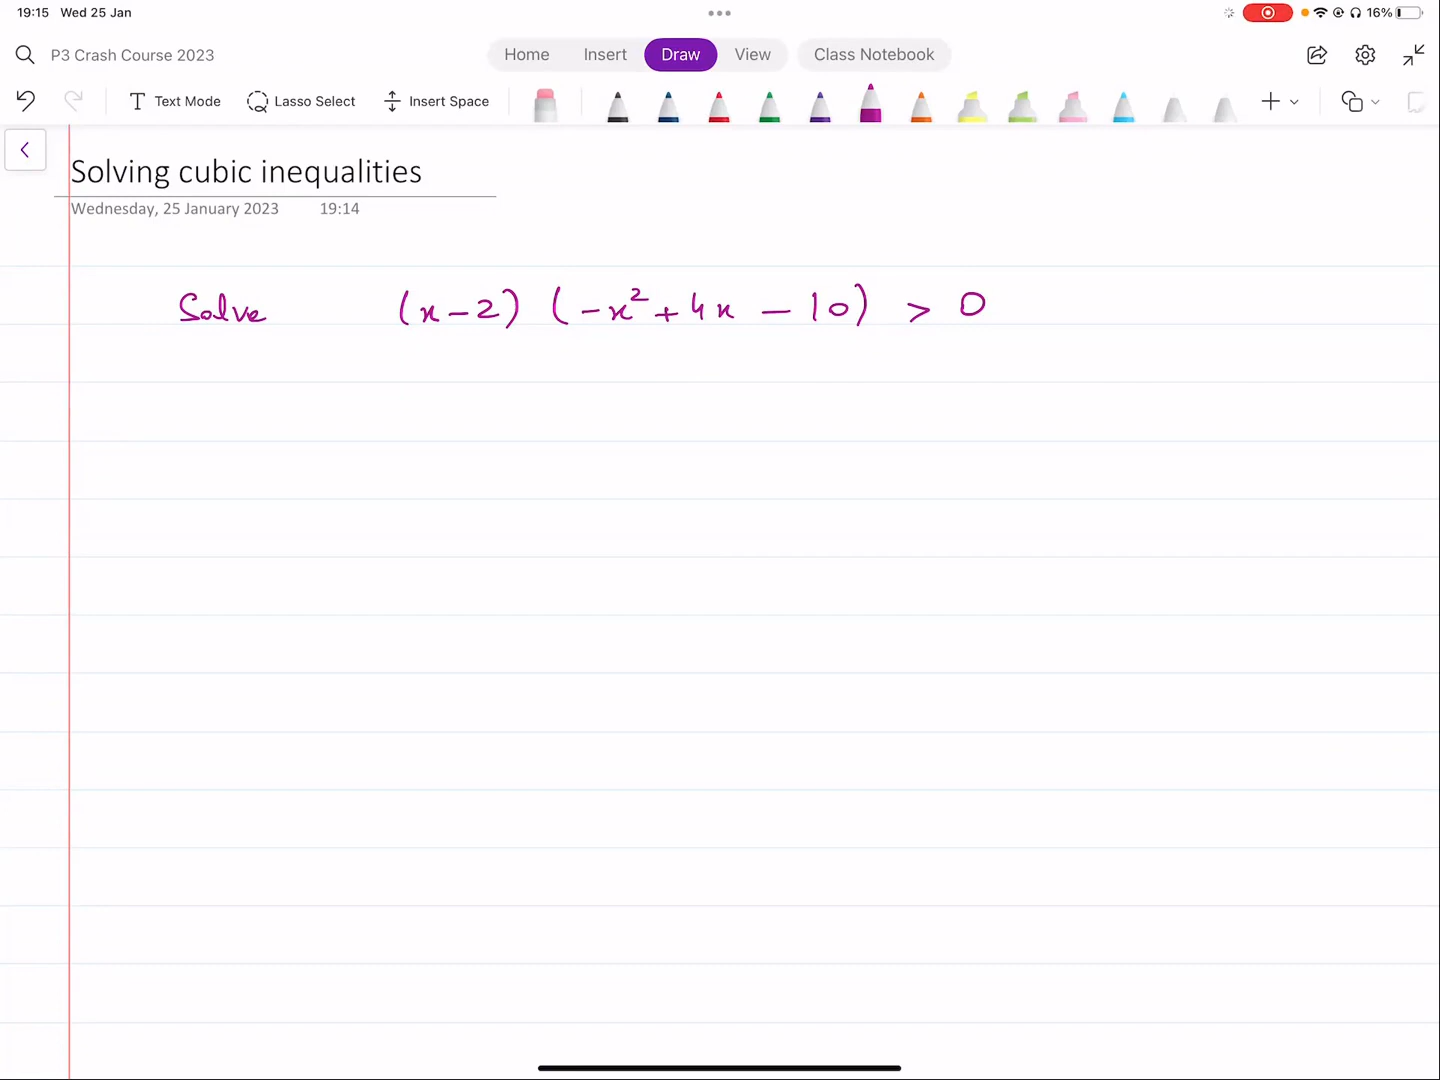 19:15 Wed 25 Jan 16%
P3 Crash Course 2023 Home Insert Draw View Class Notebook
Text Mode Lasso Select Insert Space
Solving cubic inequalities
Wednesday, 25 January 2023 19:14
Solve (x-2) (-x²+4x-10) > 0